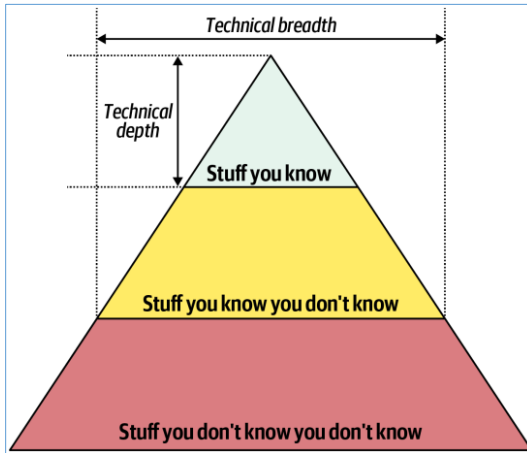 Technical breadth
Technical
depth
Stuff you know
Stuff you know you don't know
Stuff you don't know you don't know